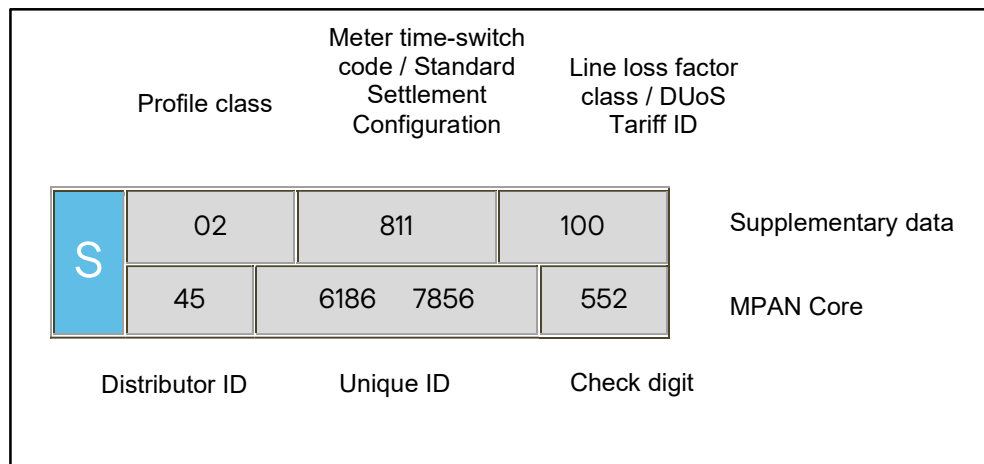 Meter time-switch
code / Standard
Settlement
Configuration
Profile class
Line loss factor
class / DUoS
Tariff ID
S
02 811 100
Supplementary data
45 6186 7856 552
MPAN Core
Distributor ID Unique ID Check digit